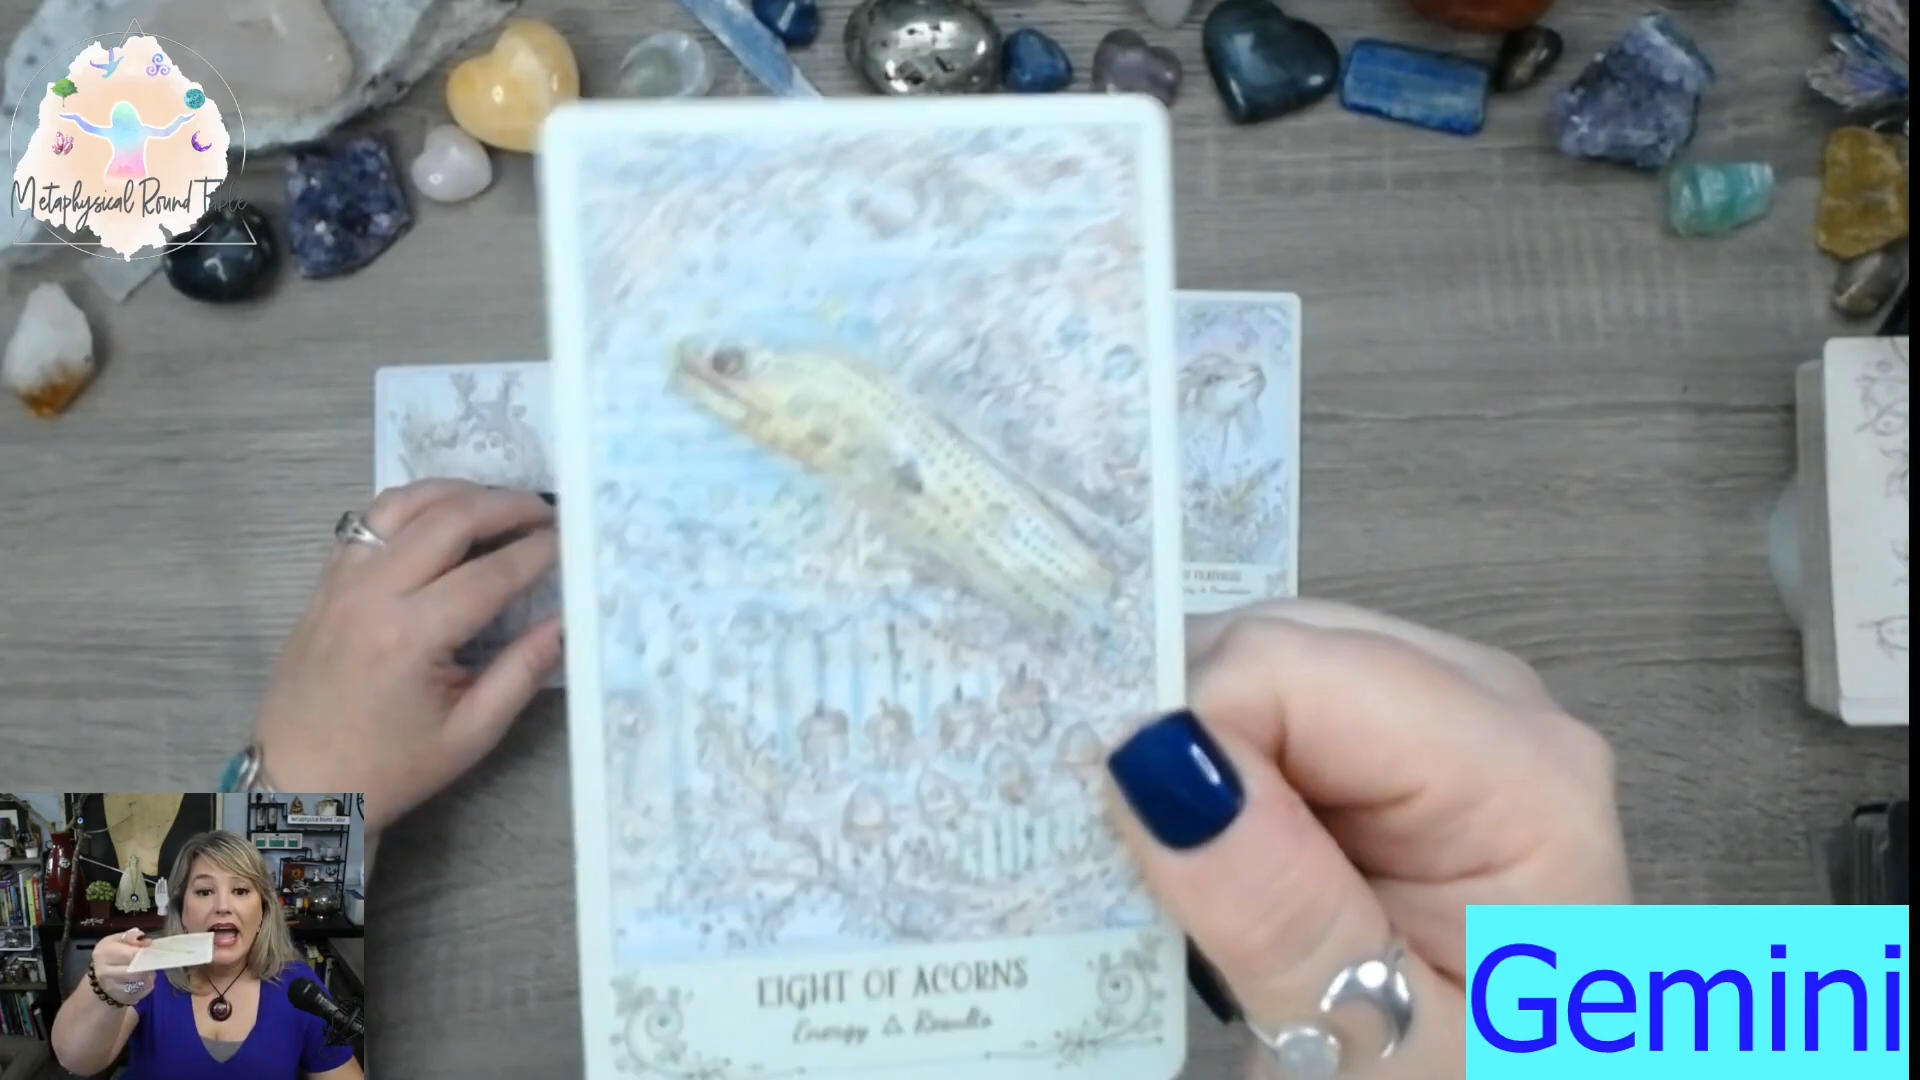 Metaphysical Round Table
EIGHT OF ACORNS
Energy & Results
Gemini